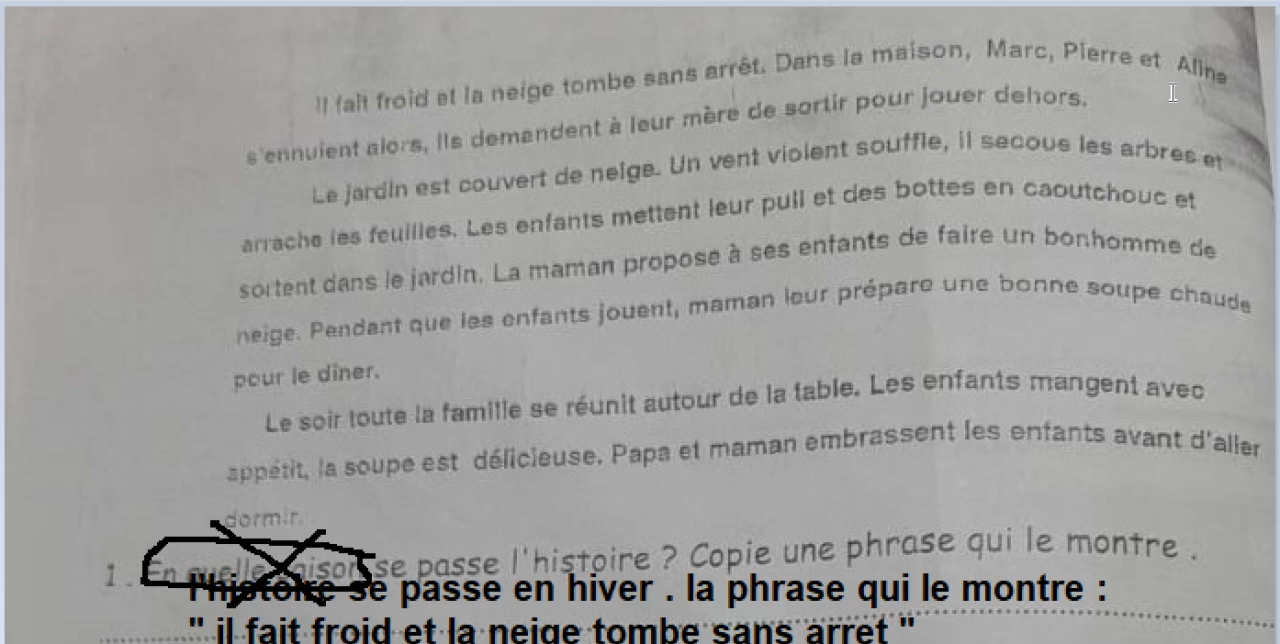 Il fait froid et la neige tombe sans arrêt. Dans la maison, Marc, Pierre et Aline
s'ennuient alors, ils demandent à leur mère de sortir pour jouer dehors.
Le jardin est couvert de neige. Un vent violent souffle, il secoue les arbres et
arrache les feuilles. Les enfants mettent leur pull et des bottes en caoutchouc et
sortent dans le jardin. La maman propose à ses enfants de faire un bonhomme de
neige. Pendant que les enfants jouent, maman leur prépare une bonne soupe chaude
pour le dîner.
Le soir toute la famille se réunit autour de la table. Les enfants mangent avec
appétit, la soupe est délicieuse. Papa et maman embrassent les enfants avant d'aller
dormir.
1. En quelle saison se passe l'histoire ? Copie une phrase qui le montre .
l'histoire se passe en hiver . la phrase qui le montre :
" il fait froid et la neige tombe sans arret "